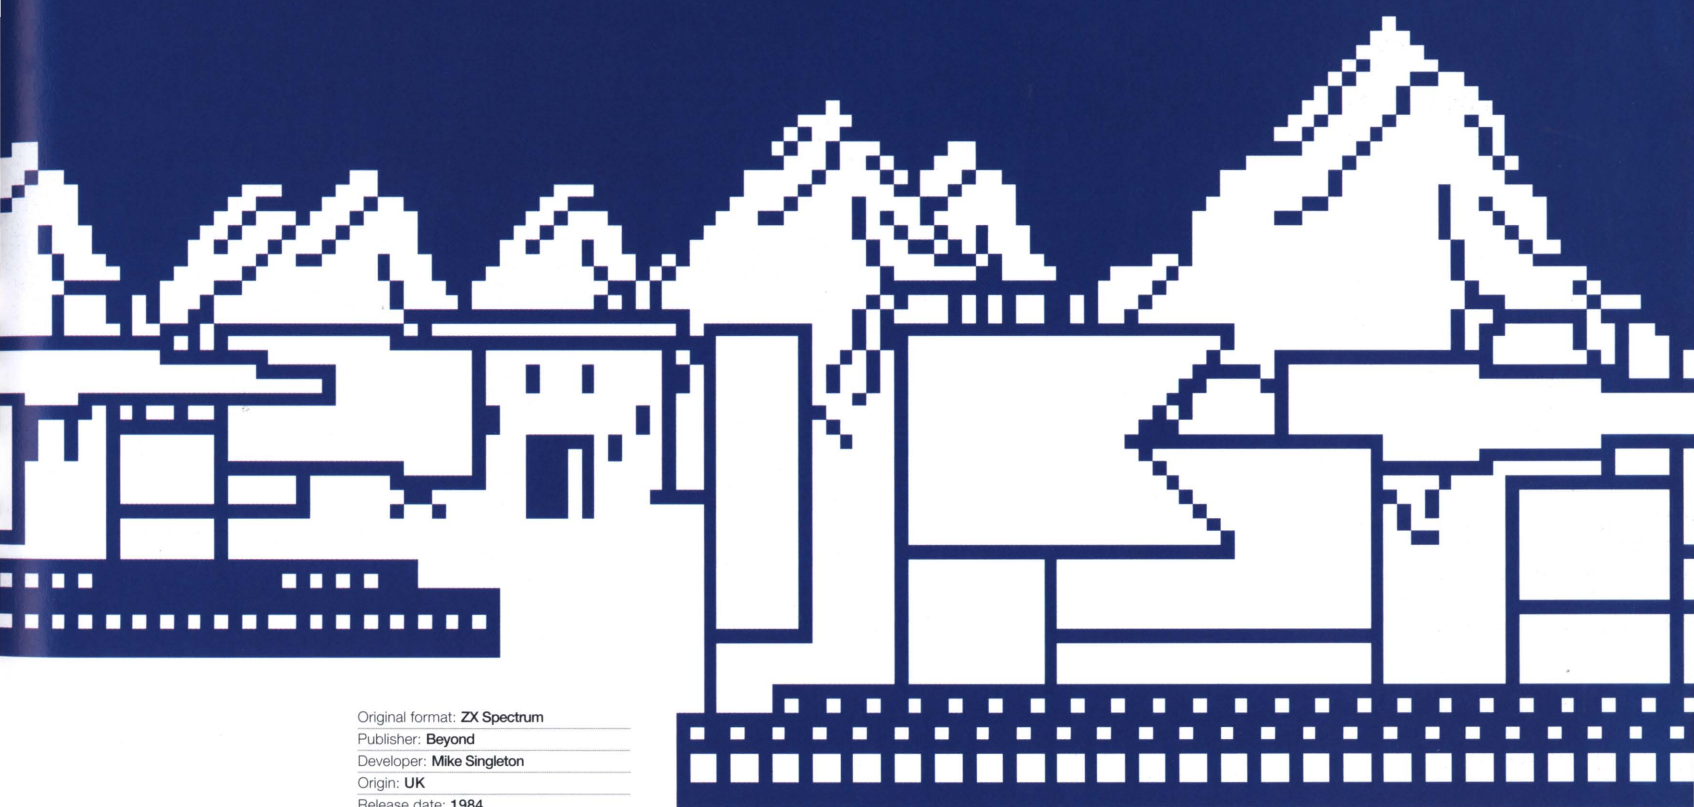 Original format: ZX Spectrum
Publisher: Beyond
Developer: Mike Singleton
Origin: UK
Release date: 1984